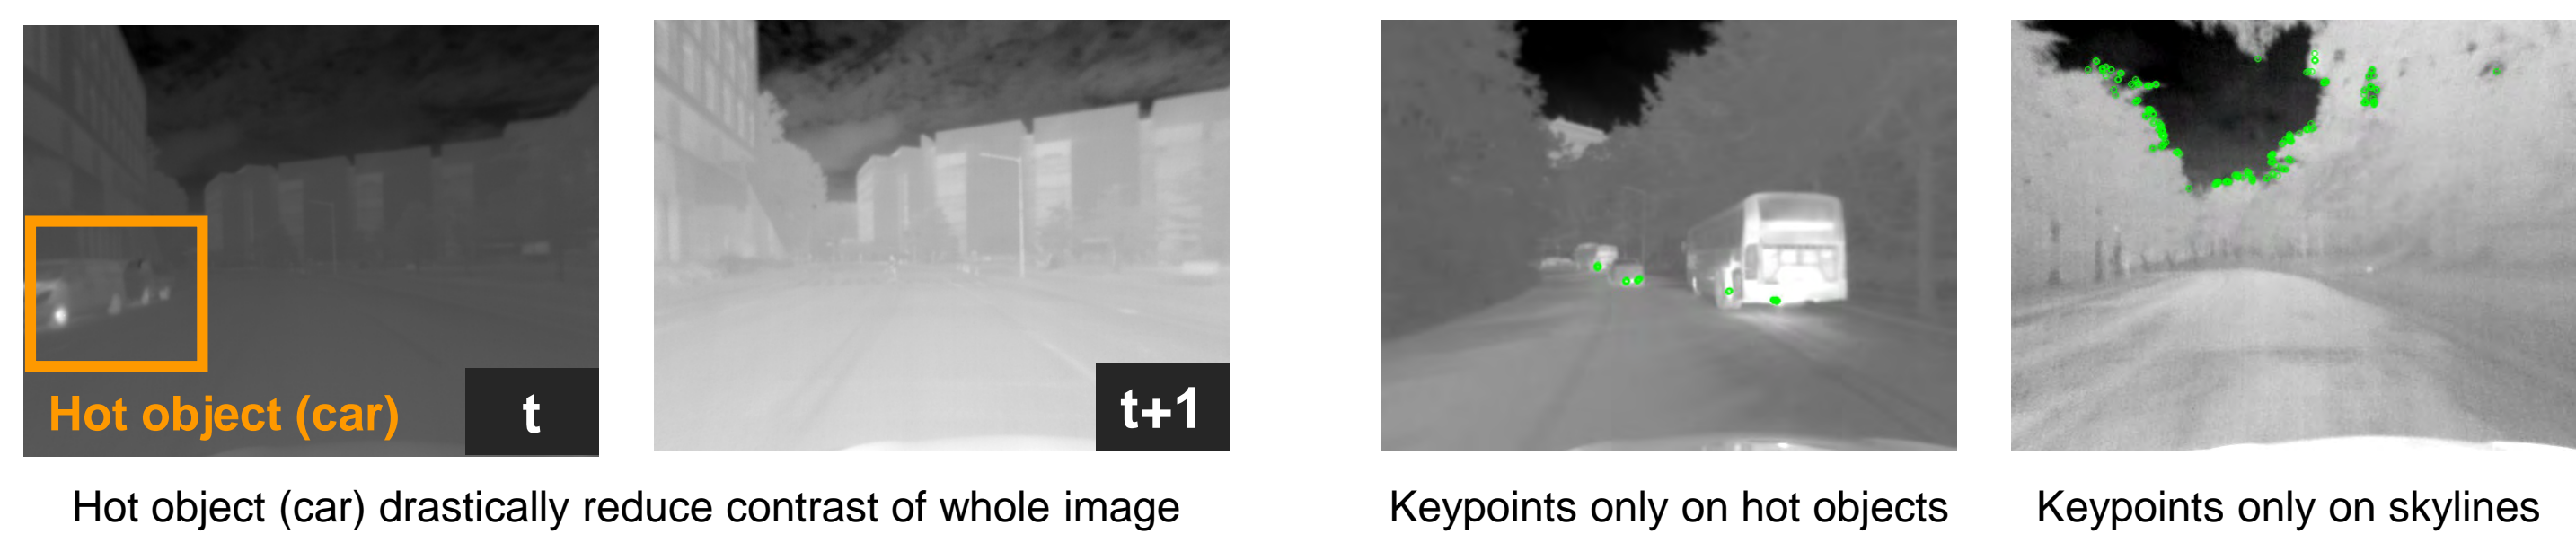 Hot object (car)
t
t+1
Hot object (car) drastically reduce contrast of whole image
Keypoints only on hot objects
Keypoints only on skylines